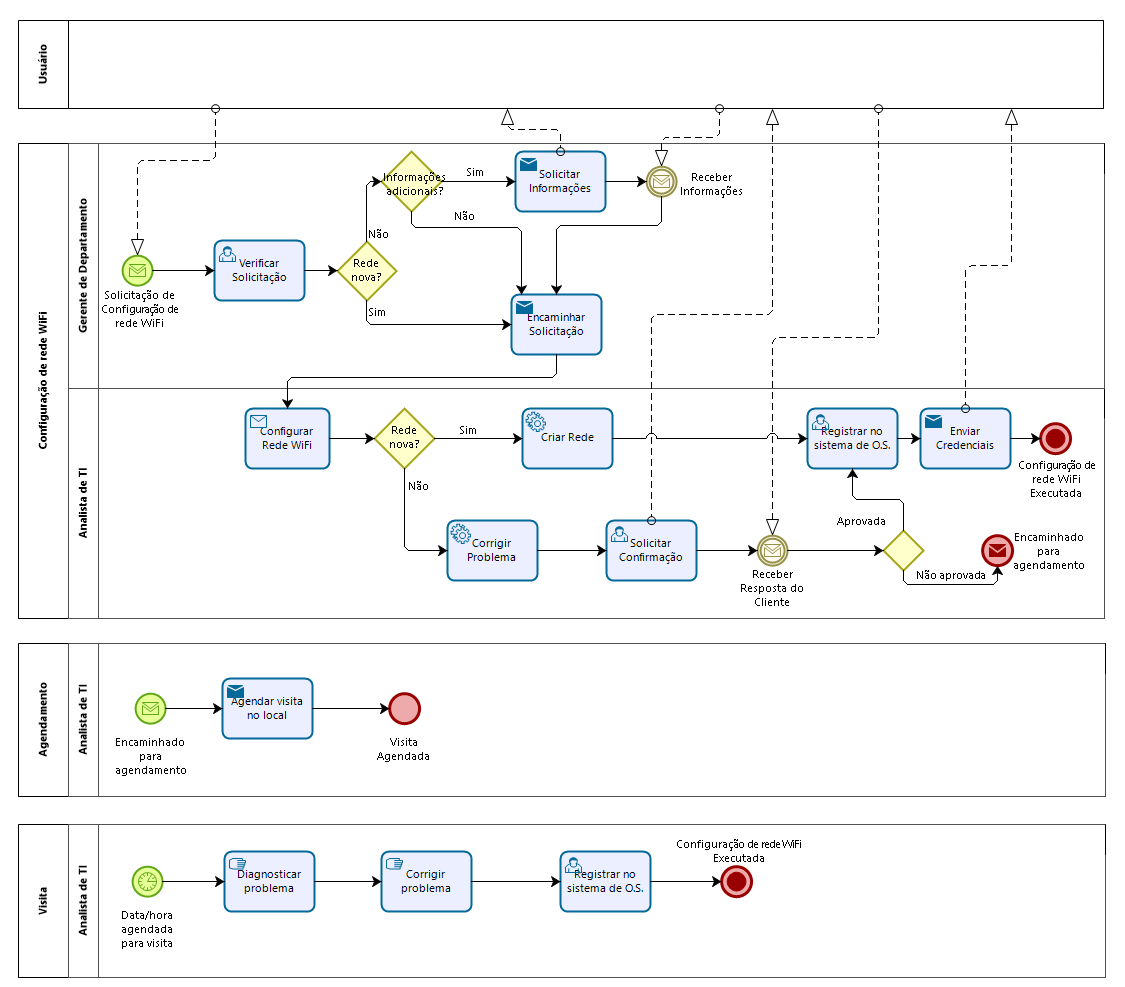 Usuário
Configuração de rede WiFi
Gerente de Departamento
Solicitação de
Configuração de
rede WiFi
Verificar
Solicitação
Rede
nova?
Não
Sim
Informações
adicionais?
Sim
Não
Solicitar
Informações
Receber
Informações
Encaminhar
Solicitação
Analista de TI
Configurar
Rede WiFi
Rede
nova?
Sim
Não
Criar Rede
Registrar no
sistema de O.S.
Enviar
Credenciais
Configuração de
rede WiFi
Executada
Corrigir
Problema
Solicitar
Confirmação
Receber
Resposta do
Cliente
Aprovada
Não aprovada
Encaminhado
para
agendamento
Agendamento
Analista de TI
Encaminhado
para
agendamento
Agendar visita
no local
Visita
Agendada
Visita
Analista de TI
Data/hora
agendada
para visita
Diagnosticar
problema
Corrigir
problema
Registrar no
sistema de O.S.
Configuração de rede WiFi
Executada